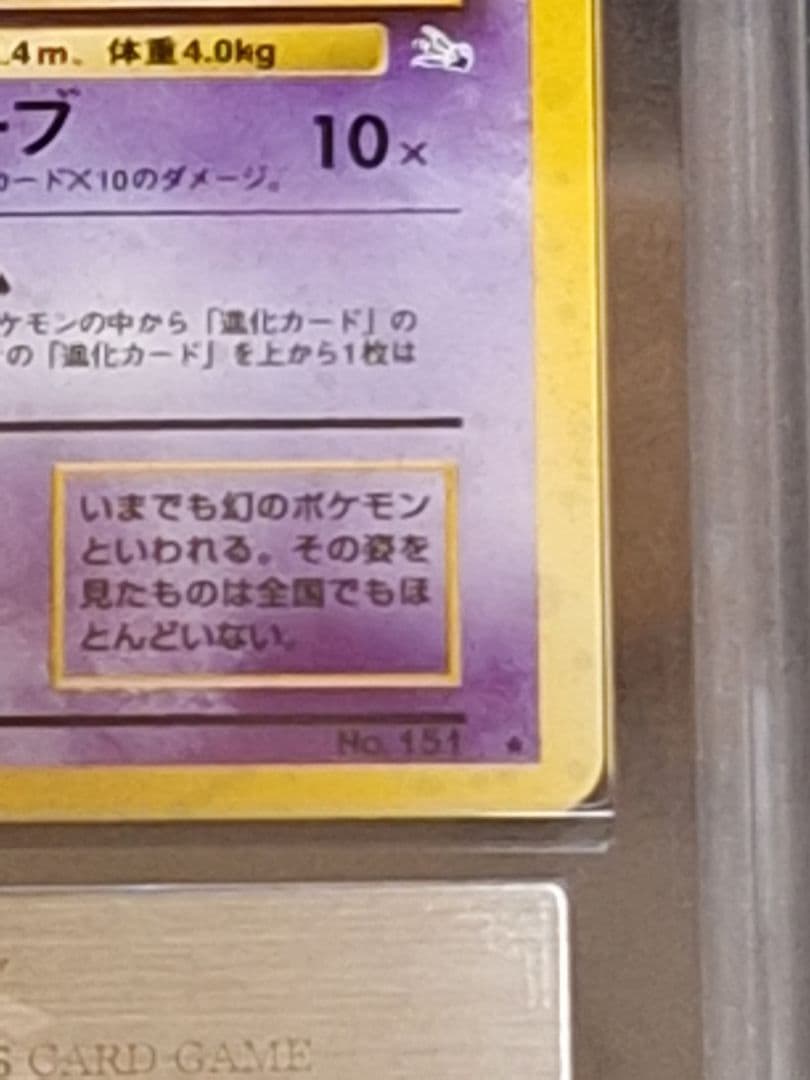 .4m、体重4.0kg
ーブ 10×
カード×10のダメージ。
ケモンの中から「進化カード」の
の「進化カード」を上から1枚は
いまでも幻のポケモン
といわれる。その姿を
見たものは全国でもほ
とんどいない。
No. 151 ★
CARD GAME